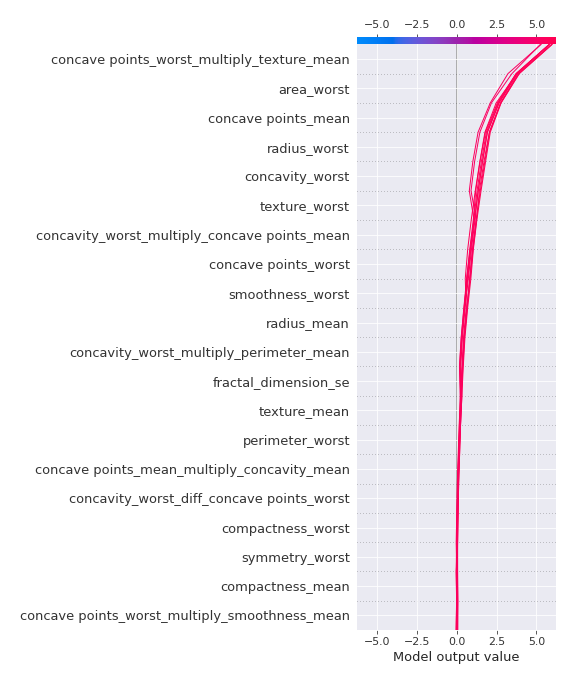 −5.0 −2.5 0.0 2.5 5.0
concave points_worst_multiply_texture_mean
area_worst
concave points_mean
radius_worst
concavity_worst
texture_worst
concavity_worst_multiply_concave points_mean
concave points_worst
smoothness_worst
radius_mean
concavity_worst_multiply_perimeter_mean
fractal_dimension_se
texture_mean
perimeter_worst
concave points_mean_multiply_concavity_mean
concavity_worst_diff_concave points_worst
compactness_worst
symmetry_worst
compactness_mean
concave points_worst_multiply_smoothness_mean
−5.0 −2.5 0.0 2.5 5.0
Model output value